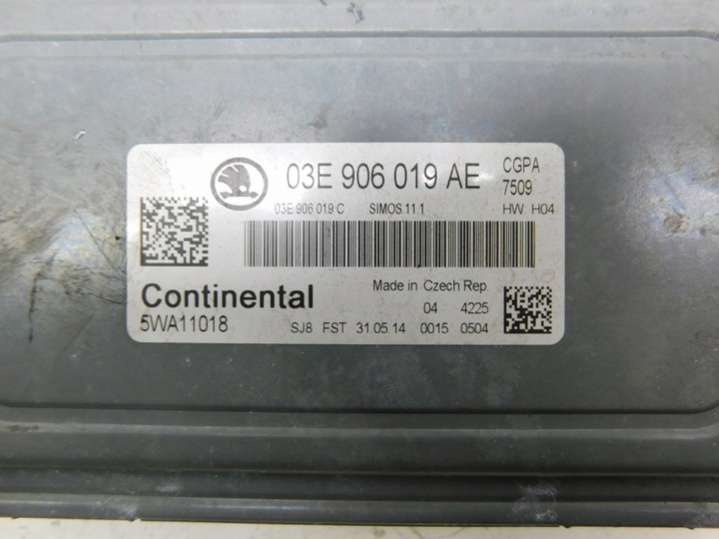 03E 906 019 AE CGPA
7509
03E 906 019 C SIMOS 11 1 HW H04
Continental Made in Czech Rep.
04 4225
5WA11018 SJ8 FST 31.05.14 0015 0504